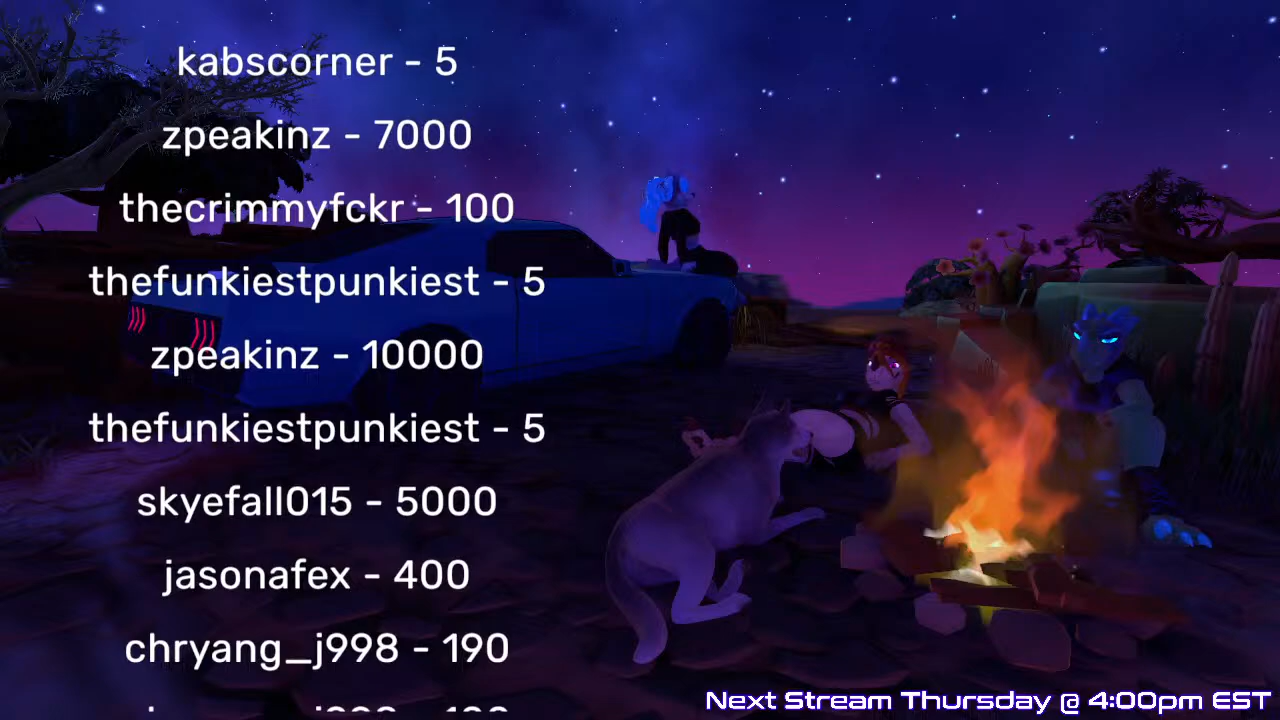 kabscorner - 5
zpeakinz - 7000
thecrimmyfckr - 100
thefunkiestpunkiest - 5
zpeakinz - 10000
thefunkiestpunkiest - 5
skyefall015 - 5000
jasonafex - 400
chryang_j998 - 190
Next Stream Thursday @ 4:00pm EST